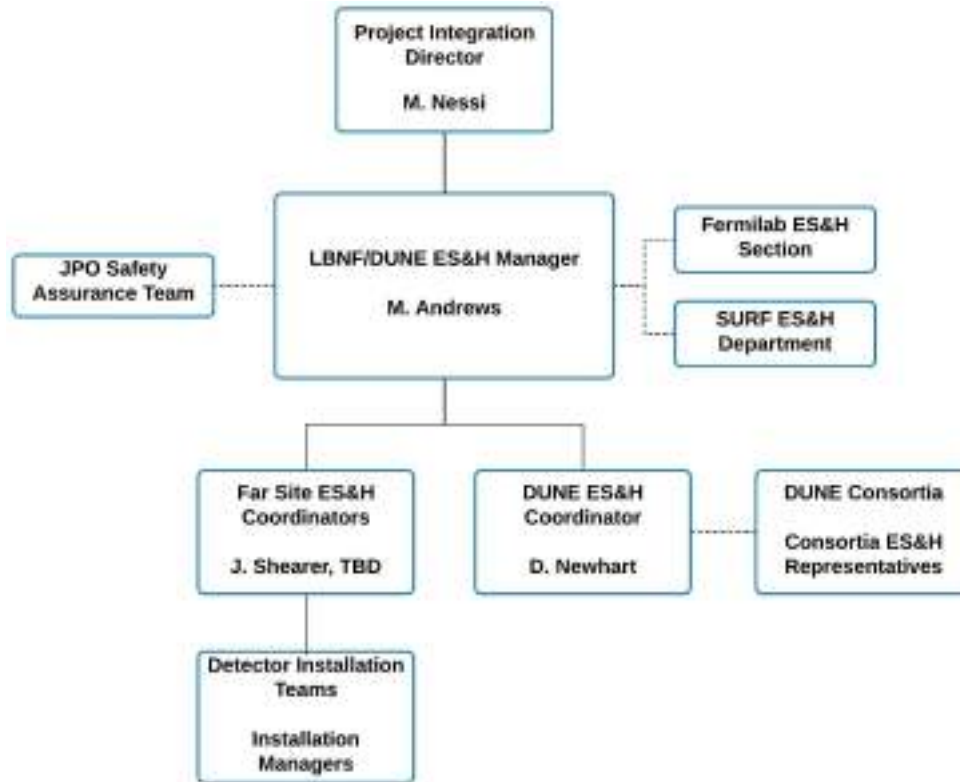 Project Integration
Director
M. Nessi
LBNF/DUNE ES&H Manager
M. Andrews
JPO Safety
Assurance Team
Fermilab ES&H
Section
SURF ES&H
Department
Far Site ES&H
Coordinators
J. Shearer, TBD
DUNE ES&H
Coordinator
D. Newhart
DUNE Consortia
Consortia ES&H
Representatives
Detector Installation
Teams
Installation
Managers